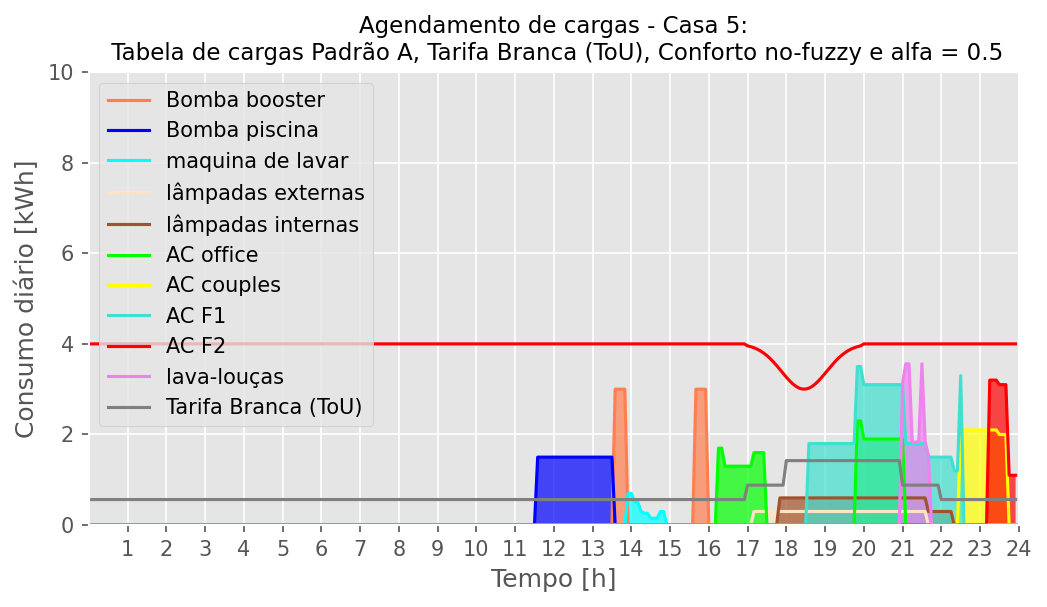 Agendamento de cargas - Casa 5:
Tabela de cargas Padrão A, Tarifa Branca (ToU), Conforto no-fuzzy e alfa = 0.5
Consumo diário [kWh]
10
8
6
4
2
0
Bomba booster
Bomba piscina
maquina de lavar
lâmpadas externas
lâmpadas internas
AC office
AC couples
AC F1
AC F2
lava-louças
Tarifa Branca (ToU)
1 2 3 4 5 6 7 8 9 10 11 12 13 14 15 16 17 18 19 20 21 22 23 24
Tempo [h]